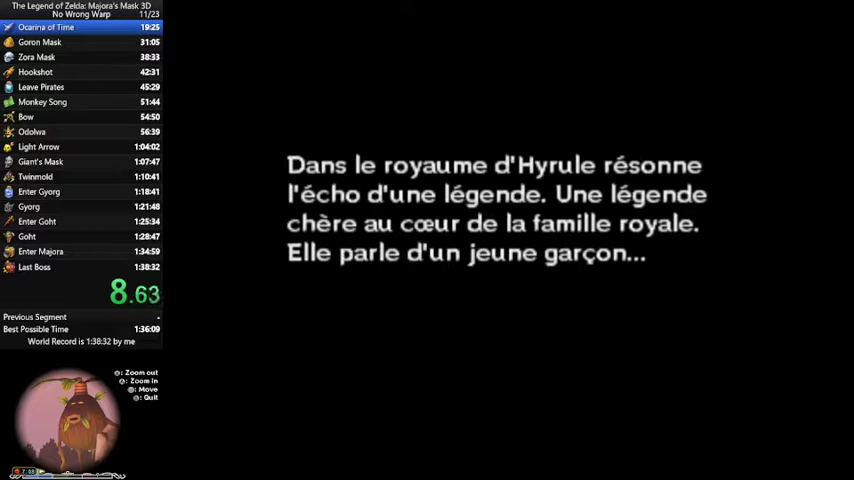 The Legend of Zelda: Majora's Mask 3D
No Wrong Warp 11/23
Ocarina of Time 19:25
Goron Mask 31:05
Zora Mask 38:33
Hookshot 42:31
Leave Pirates 45:29
Monkey Song 51:44
Bow 54:50
Odolwa 56:39
Light Arrow 1:04:02
Giant's Mask 1:07:47
Twinmold 1:10:41
Enter Gyorg 1:18:41
Gyorg 1:21:48
Enter Goht 1:25:34
Goht 1:28:47
Enter Majora 1:34:59
Last Boss 1:38:32
8.63
Previous Segment -
Best Possible Time 1:36:09
World Record is 1:38:32 by me
: Zoom out
: Zoom in
: Move
: Quit
Dans le royaume d'Hyrule résonne
l'écho d'une légende. Une légende
chère au cœur de la famille royale.
Elle parle d'un jeune garçon...